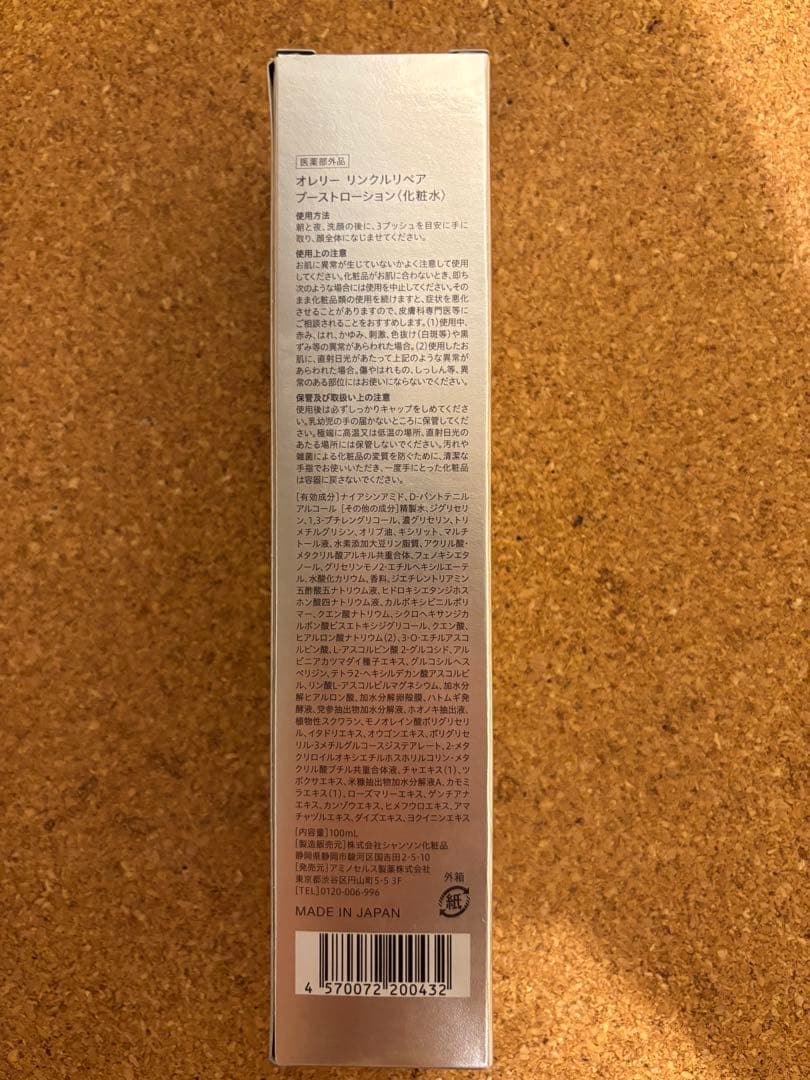 医薬部外品
オレリー リンクルリペア
ブーストローション〈化粧水〉
使用方法
朝と夜、洗顔の後に、3プッシュを目安に手に
取り、顔全体になじませてください。
使用上の注意
お肌に異常が生じていないかよく注意して使用
してください。化粧品がお肌に合わないとき、即ち
次のような場合には使用を中止してください。その
まま化粧品類の使用を続けますと、症状を悪化
させることがありますので、皮膚科専門医等に
ご相談されることをおすすめします。(1)使用中、
赤み、はれ、かゆみ、刺激、色抜け(白斑等)や黒
ずみ等の異常があらわれた場合。(2)使用したお
肌に、直射日光があたって上記のような異常が
あらわれた場合。傷やはれもの、しっしん等、異
常のある部位にはお使いにならないでください。
保管及び取扱い上の注意
使用後は必ずしっかりキャップをしめてくださ
い。乳幼児の手の届かないところに保管してくだ
さい。極端に高温又は低温の場所、直射日光の
あたる場所には保管しないでください。汚れや
雑菌による化粧品の変質を防ぐために、清潔な
手指でお使いいただき、一度手にとった化粧品
は容器に戻さないでください。
[有効成分]ナイアシンアミド、D-パントテニル
アルコール [その他の成分]精製水、ジグリセリ
ン、1,3-ブチレングリコール、濃グリセリン、トリ
メチルグリシン、オリブ油、キシリット、マルチ
トール液、水素添加大豆リン脂質、アクリル酸・
メタクリル酸アルキル共重合体、フェノキシエタ
ノール、グリセリンモノ2-エチルヘキシルエーテ
ル、水酸化カリウム、香料、ジエチレントリアミン
五酢酸五ナトリウム液、ヒドロキシエタンジホス
ホン酸四ナトリウム液、カルボキシビニルポリ
マー、クエン酸ナトリウム、シクロヘキサンジカ
ルボン酸ビスエトキシジグリコール、クエン酸、
ヒアルロン酸ナトリウム(2)、3-O-エチルアスコ
ルビン酸、L-アスコルビン酸 2-グルコシド、アル
ピニアカツマダイ種子エキス、グルコシルヘス
ペリジン、テトラ2-ヘキシルデカン酸アスコルビ
ル、リン酸L-アスコルビルマグネシウム、加水分
解ヒアルロン酸、加水分解卵殻膜、ハトムギ発
酵液、党参抽出物加水分解液、ホオノキ抽出液、
植物性スクワラン、モノオレイン酸ポリグリセリ
ル、イタドリエキス、オウゴンエキス、ポリグリセ
リル-3メチルグルコースジステアレート、2-メタ
クリロイルオキシエチルホスホリルコリン・メタ
クリル酸ブチル共重合体液、チャエキス(1)、ツ
ボクサエキス、米糠抽出物加水分解液A、カモミ
ラエキス(1)、ローズマリーエキス、ゲンチアナ
エキス、カンゾウエキス、ヒメフウロエキス、アマ
チャヅルエキス、ダイズエキス、ヨクイニンエキス
[内容量]100mL
[製造販売元]株式会社シャンソン化粧品
静岡県静岡市駿河区国吉田2-5-10
[発売元]アミノセルス製薬株式会社
東京都渋谷区円山町5-5 3F
[TEL]0120-006-996
外箱
紙
MADE IN JAPAN
4 570072 200432